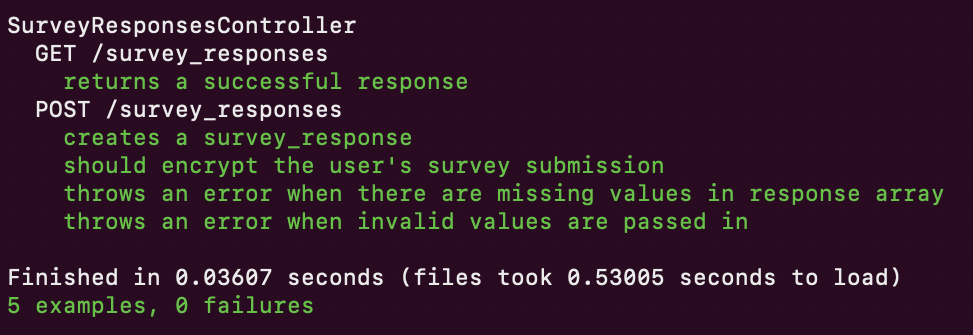 SurveyResponsesController
GET /survey_responses
returns a successful response
POST /survey_responses
creates a survey_response
should encrypt the user's survey submission
throws an error when there are missing values in response array
throws an error when invalid values are passed in
Finished in 0.03607 seconds (files took 0.53005 seconds to load)
5 examples, 0 failures